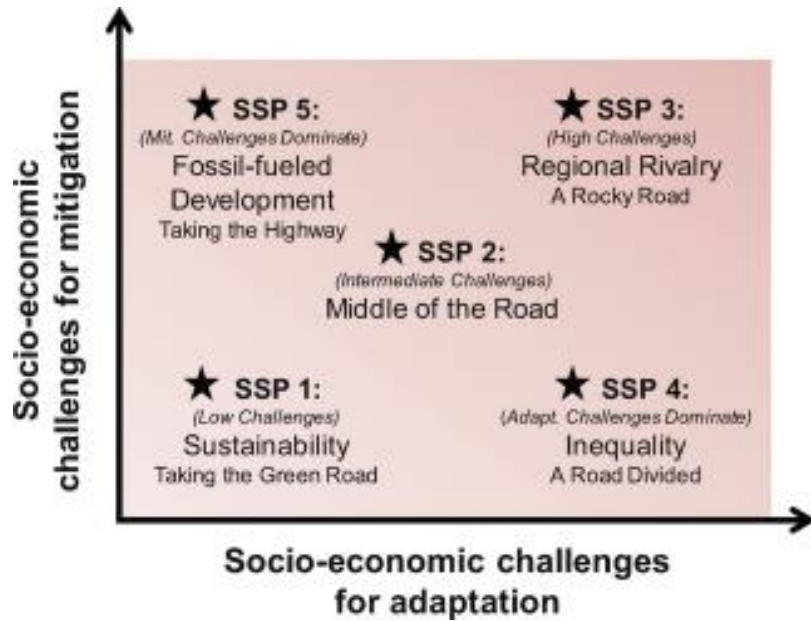 Socio-economic
challenges for mitigation
★ SSP 5:
(Mit. Challenges Dominate)
Fossil-fueled
Development
Taking the Highway
★ SSP 3:
(High Challenges)
Regional Rivalry
A Rocky Road
★ SSP 2:
(Intermediate Challenges)
Middle of the Road
★ SSP 1:
(Low Challenges)
Sustainability
Taking the Green Road
★ SSP 4:
(Adapt. Challenges Dominate)
Inequality
A Road Divided
Socio-economic challenges
for adaptation